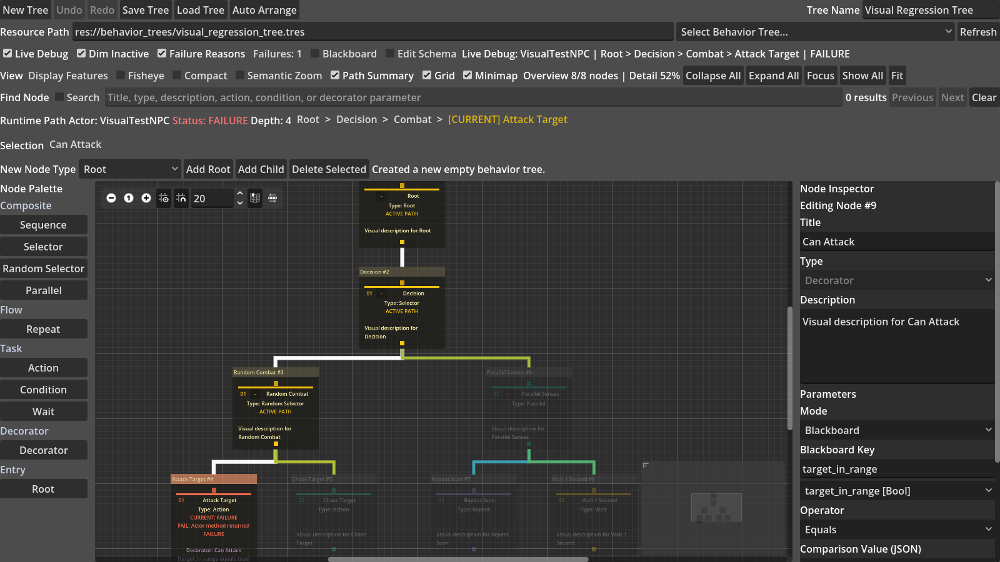 New Tree Undo Redo Save Tree Load Tree Auto Arrange Tree Name Visual Regression Tree
Resource Path res://behavior_trees/visual_regression_tree.tres Select Behavior Tree... Refresh
Live Debug Dim Inactive Failure Reasons Failures: 1 Blackboard Edit Schema Live Debug: VisualTestNPC | Root > Decision > Combat > Attack Target | FAILURE
View Display Features Fisheye Compact Semantic Zoom Path Summary Grid Minimap Overview 8/8 nodes | Detail 52% Collapse All Expand All Focus Show All Fit
Find Node Search Title, type, description, action, condition, or decorator parameter 0 results Previous Next Clear
Runtime Path Actor: VisualTestNPC Status: FAILURE Depth: 4 Root > Decision > Combat > [CURRENT] Attack Target
Selection Can Attack
New Node Type Root Add Root Add Child Delete Selected Created a new empty behavior tree.
Node Palette
Composite
Sequence
Selector
Random Selector
Parallel
Flow
Repeat
Task
Action
Condition
Wait
Decorator
Decorator
Entry
Root
1 20
- Root
Type: Root
ACTIVE PATH
Visual description for Root
Decision #2
01 - Decision
Type: Selector
ACTIVE PATH
Visual description for
Decision
Random Combat #3
01 - Random Combat
Type: Random Selector
ACTIVE PATH
Visual description for
Random Combat
Parallel Senses #6
02 - Parallel Senses
Type: Parallel
Visual description for
Parallel Senses
Attack Target #4
01 Attack Target
Type: Action
CURRENT: FAILURE
FAIL: Actor method returned
FAILURE
Decorator: Can Attack
[target_in_range equals true]
Chase Target #5
02 Chase Target
Type: Action
Visual description for Chase
Target
Repeat Scan #7
01 Repeat Scan
Type: Repeat
Visual description for Repeat
Scan
Wait 1 Second #8
02 Wait 1 Second
Type: Wait
Visual description for Wait 1
Second
Node Inspector
Editing Node #9
Title
Can Attack
Type
Decorator
Description
Visual description for Can Attack
Parameters
Mode
Blackboard
Blackboard Key
target_in_range
target_in_range [Bool]
Operator
Equals
Comparison Value (JSON)